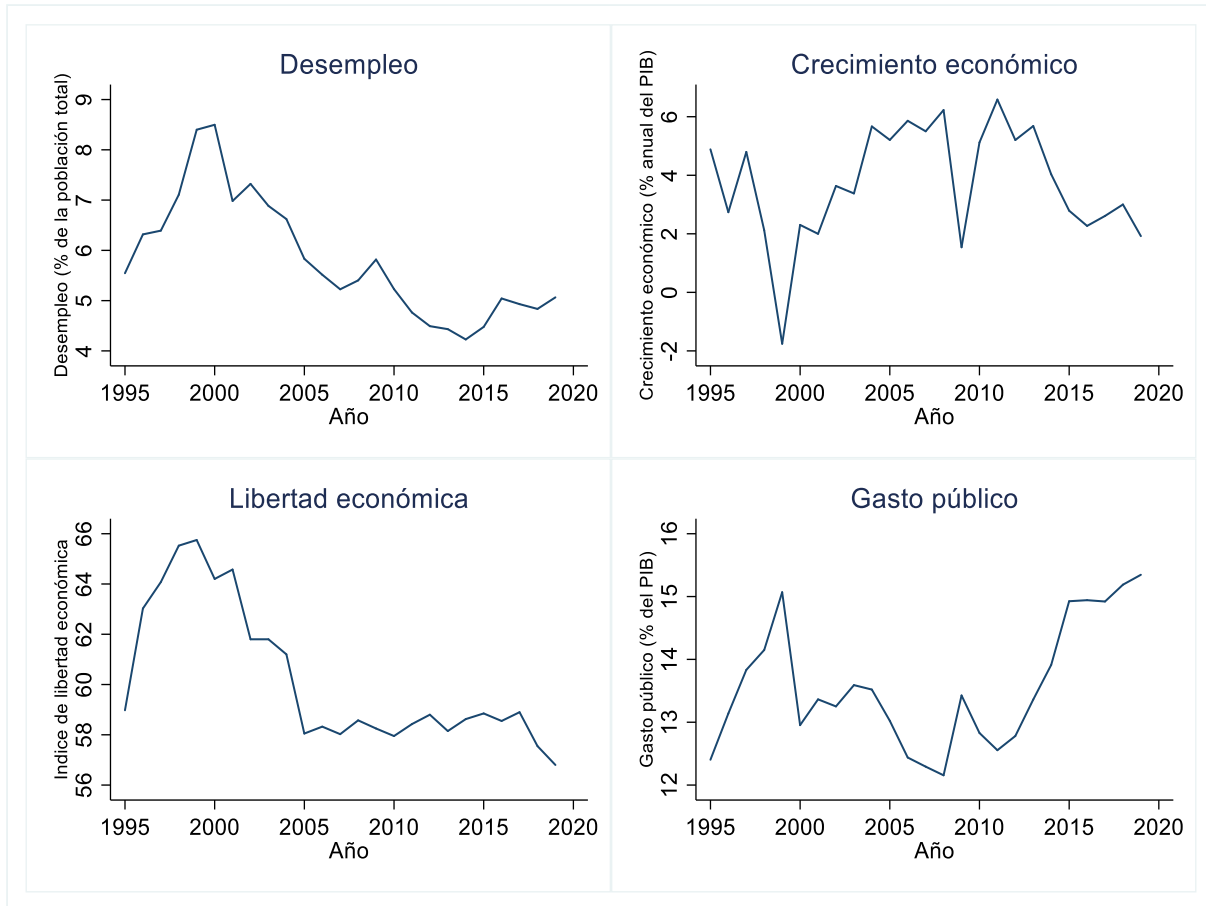 Desempleo
Desempleo (% de la población total)
9
8
7
6
5
4
1995 2000 2005 2010 2015 2020
Año
Crecimiento económico
Crecimiento económico (% anual del PIB)
6
4
2
0
-2
1995 2000 2005 2010 2015 2020
Año
Libertad económica
Indice de libertad económica
66
64
62
60
58
56
1995 2000 2005 2010 2015 2020
Año
Gasto público
Gasto público (% del PIB)
16
15
14
13
12
1995 2000 2005 2010 2015 2020
Año